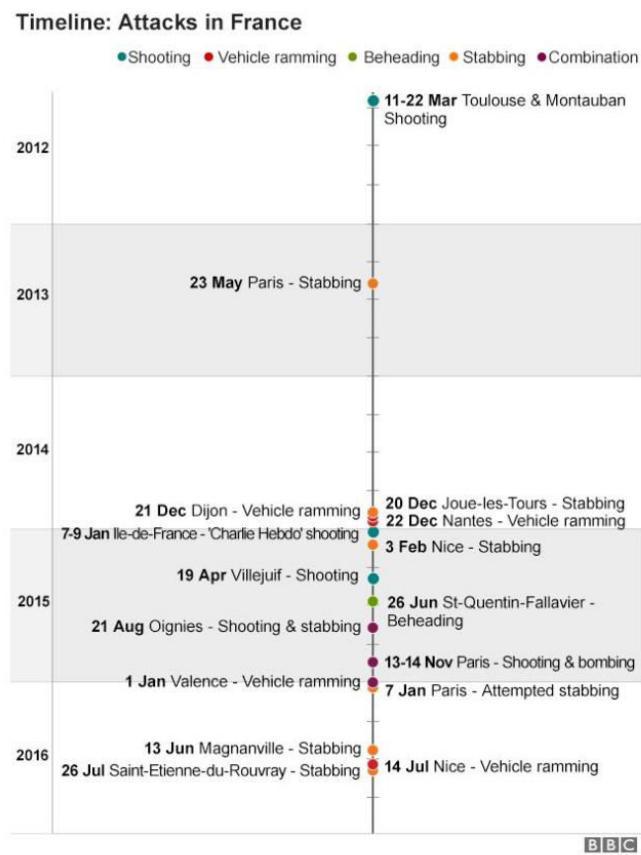 Timeline: Attacks in France
Shooting Vehicle ramming Beheading Stabbing Combination
11-22 Mar Toulouse & Montauban
Shooting
2012
23 May Paris - Stabbing
2013
2014
20 Dec Joue-les-Tours - Stabbing
21 Dec Dijon - Vehicle ramming
22 Dec Nantes - Vehicle ramming
7-9 Jan Ile-de-France - 'Charlie Hebdo' shooting
3 Feb Nice - Stabbing
19 Apr Villejuif - Shooting
2015
26 Jun St-Quentin-Fallavier -
Beheading
21 Aug Oignies - Shooting & stabbing
13-14 Nov Paris - Shooting & bombing
1 Jan Valence - Vehicle ramming
7 Jan Paris - Attempted stabbing
13 Jun Magnanville - Stabbing
2016
14 Jul Nice - Vehicle ramming
26 Jul Saint-Etienne-du-Rouvray - Stabbing
BBC